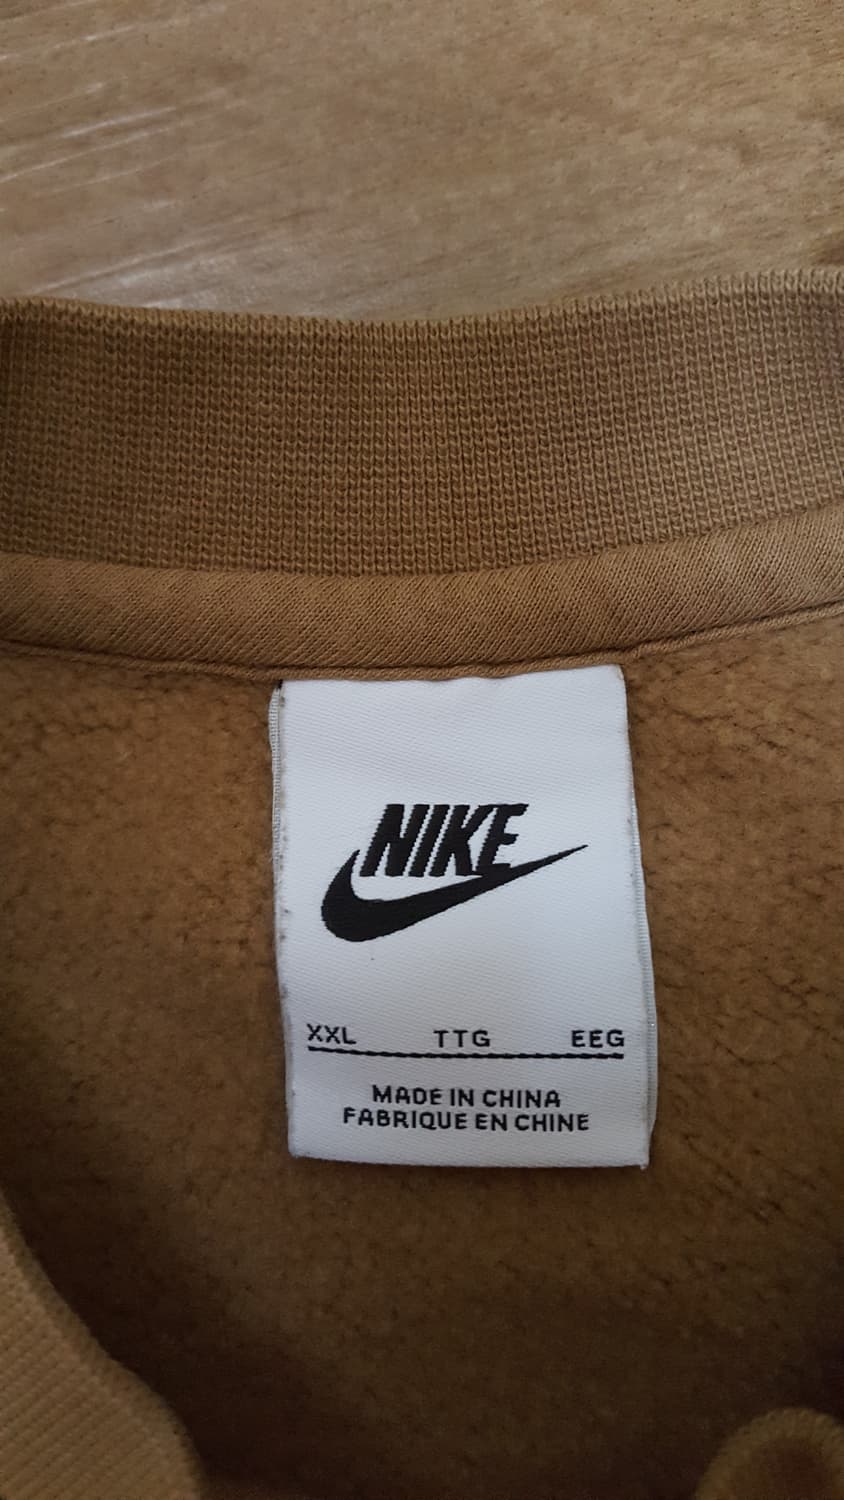 NIKE
XXL TTG EEG
MADE IN CHINA
FABRIQUE EN CHINE